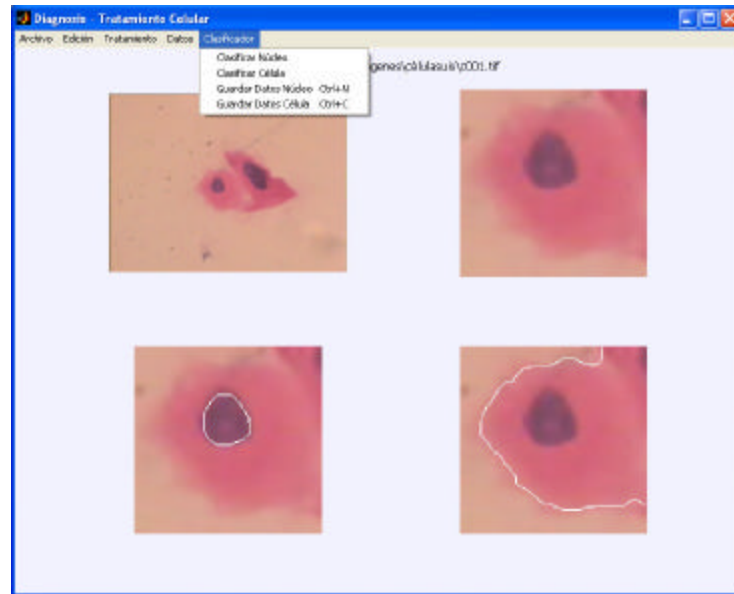 Diagnosis - Tratamiento Celular
Archivo Edición Tratamiento Datos Clasificador
Clasificar Núcleo
Clasificar Célula
Guardar Datos Núcleo Ctrl+N
Guardar Datos Célula Ctrl+C